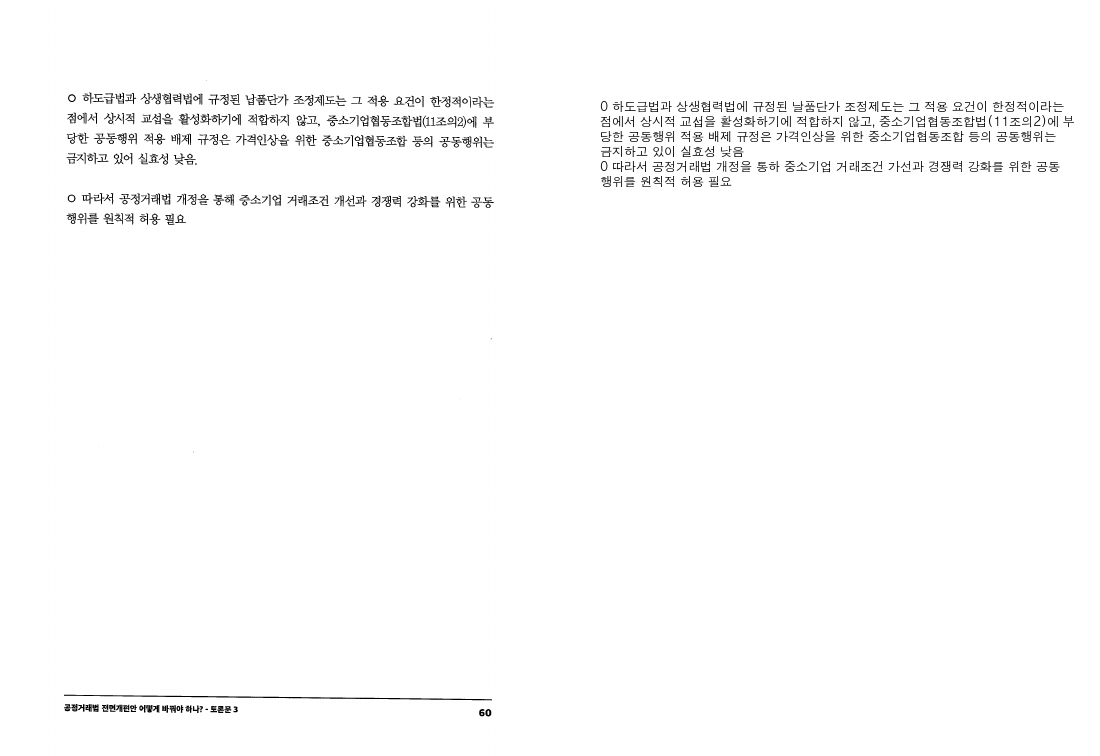 O 하도급법과 상생협력법에 규정된 납품단가 조정제도는 그 적용 요건이 한정적이라는
점에서 상시적 교섭을 활성화하기에 적합하지 않고, 중소기업협동조합법(11조의2)에 부
당한 공동행위 적용 배제 규정은 가격인상을 위한 중소기업협동조합 등의 공동행위는
금지하고 있어 실효성 낮음.
O 따라서 공정거래법 개정을 통해 중소기업 거래조건 개선과 경쟁력 강화를 위한 공동
행위를 원칙적 허용 필요
공정거래법 전면개편안 어떻게 바꿔야 하나? - 토론문 3
60
O 하도급법과 상생협력법에 규정된 날품단가 조정제도는 그 적용 요건이 한정적이라는
점에서 상시적 교섭을 활성화하기에 적합하지 않고, 중소기업협동조합법(11조의2)에 부
당한 공동행위 적용 배제 규정은 가격인상을 위한 중소기업협동조합 등의 공동행위는
금지하고 있이 실효성 낮음
O 따라서 공정거래법 개정을 통하 중소기업 거래조건 가선과 경쟁력 강화를 위한 공동
행위를 원칙적 허용 필요